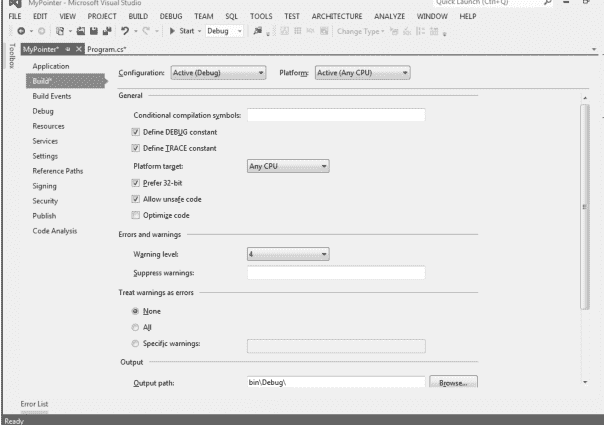 MyPointer - Microsoft Visual Studio
Quick Launch (Ctrl+Q)
FILE EDIT VIEW PROJECT BUILD DEBUG TEAM SQL TOOLS TEST ARCHITECTURE ANALYZE WINDOW HELP
Start Debug Change Type
Toolbox
MyPointer* Program.cs*
Application
Build*
Build Events
Debug
Resources
Services
Settings
Reference Paths
Signing
Security
Publish
Code Analysis
Configuration: Active (Debug) Platform: Active (Any CPU)
General
Conditional compilation symbols:
Define DEBUG constant
Define TRACE constant
Platform target: Any CPU
Prefer 32-bit
Allow unsafe code
Optimize code
Errors and warnings
Warning level: 4
Suppress warnings:
Treat warnings as errors
None
All
Specific warnings:
Output
Output path: bin\Debug\ Browse...
Error List
Ready